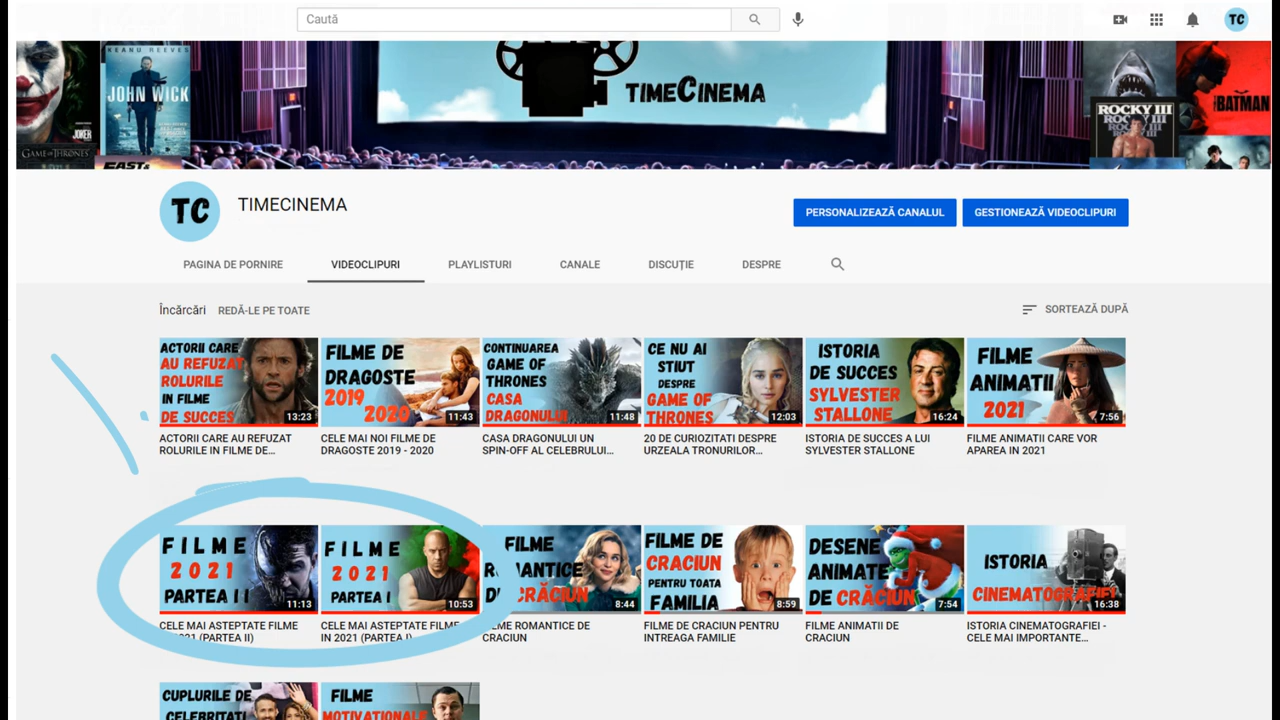 Caută
TC
KEANU REEVES
JOHN WICK
JOKER
GAME OF THRONES
FAST
TIMECINEMA
ROCKY III
ROCKY III
ROCKY III
BATMAN
TC
TIMECINEMA
PERSONALIZEAZĂ CANALUL
GESTIONEAZĂ VIDEOCLIPURI
PAGINA DE PORNIRE
VIDEOCLIPURI
PLAYLISTURI
CANALE
DISCUȚIE
DESPRE
Încărcări
REDĂ-LE PE TOATE
SORTEAZĂ DUPĂ
ACTORII CARE
AU REFUZAT
ROLURILE
IN FILME
DE SUCCES
13:23
ACTORII CARE AU REFUZAT
ROLURILE IN FILME DE...
FILME DE
DRAGOSTE
2019
2020
11:43
CELE MAI NOI FILME DE
DRAGOSTE 2019 - 2020
CONTINUAREA
GAME OF
THRONES
CASA
DRAGONULUI
11:48
CASA DRAGONULUI UN
SPIN-OFF AL CELEBRULUI...
CE NU AI
STIUT
DESPRE
GAME OF
THRONES
12:03
20 DE CURIOZITATI DESPRE
URZEALA TRONURILOR...
ISTORIA
DE SUCCES
SYLVESTER
STALLONE
16:24
ISTORIA DE SUCCES A LUI
SYLVESTER STALLONE
FILME
ANIMATII
2021
7:56
FILME ANIMATII CARE VOR
APAREA IN 2021
FILME
2021
PARTEA II
11:13
CELE MAI ASTEPTATE FILME
2021 (PARTEA II)
FILME
2021
PARTEA I
10:53
CELE MAI ASTEPTATE FILME
IN 2021 (PARTEA I)
FILME
ROMANTICE
DE CRĂCIUN
8:44
FILME ROMANTICE DE
CRACIUN
FILME DE
CRACIUN
PENTRU TOATA
FAMILIA
8:59
FILME DE CRACIUN PENTRU
INTREAGA FAMILIE
DESENE
ANIMATE
DE CRĂCIUN
7:54
FILME ANIMATII DE
CRACIUN
ISTORIA
CINEMATOGRAFIEI
16:38
ISTORIA CINEMATOGRAFIEI -
CELE MAI IMPORTANTE...
CUPLURILE DE
CELEBRITATI
FILME
MOTIVATIONALE